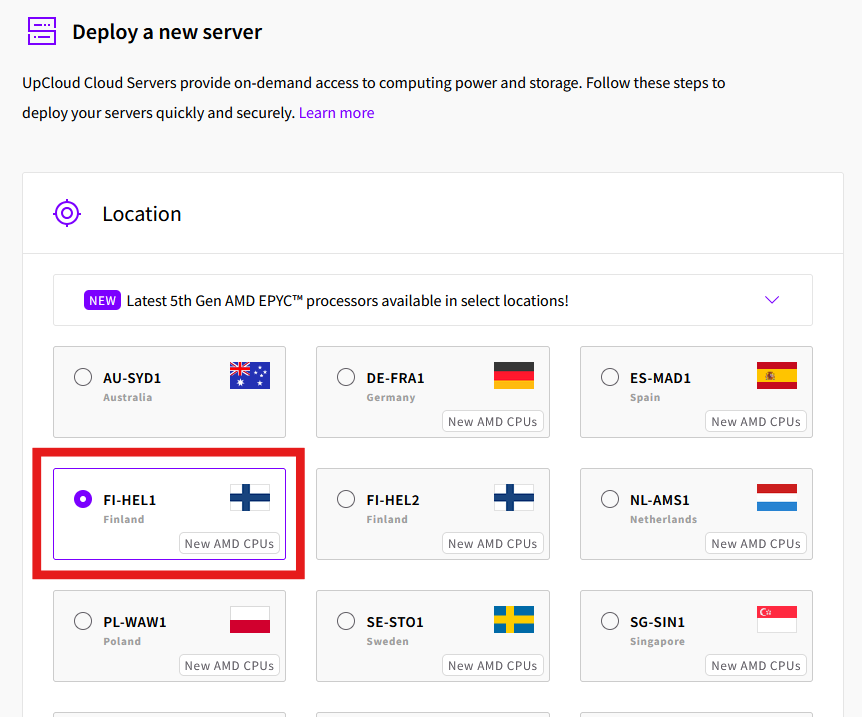 Deploy a new server
UpCloud Cloud Servers provide on-demand access to computing power and storage. Follow these steps to
deploy your servers quickly and securely. Learn more
Location
NEW Latest 5th Gen AMD EPYC™ processors available in select locations!
AU-SYD1
Australia
DE-FRA1
Germany
New AMD CPUs
ES-MAD1
Spain
New AMD CPUs
FI-HEL1
Finland
New AMD CPUs
FI-HEL2
Finland
New AMD CPUs
NL-AMS1
Netherlands
New AMD CPUs
PL-WAW1
Poland
New AMD CPUs
SE-STO1
Sweden
New AMD CPUs
SG-SIN1
Singapore
New AMD CPUs